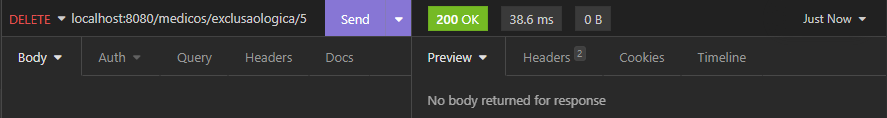 DELETE localhost:8080/medicos/exclusaologica/5 Send 200 OK 38.6 ms 0 B Just Now
Body Auth Query Headers Docs Preview Headers 2 Cookies Timeline
No body returned for response